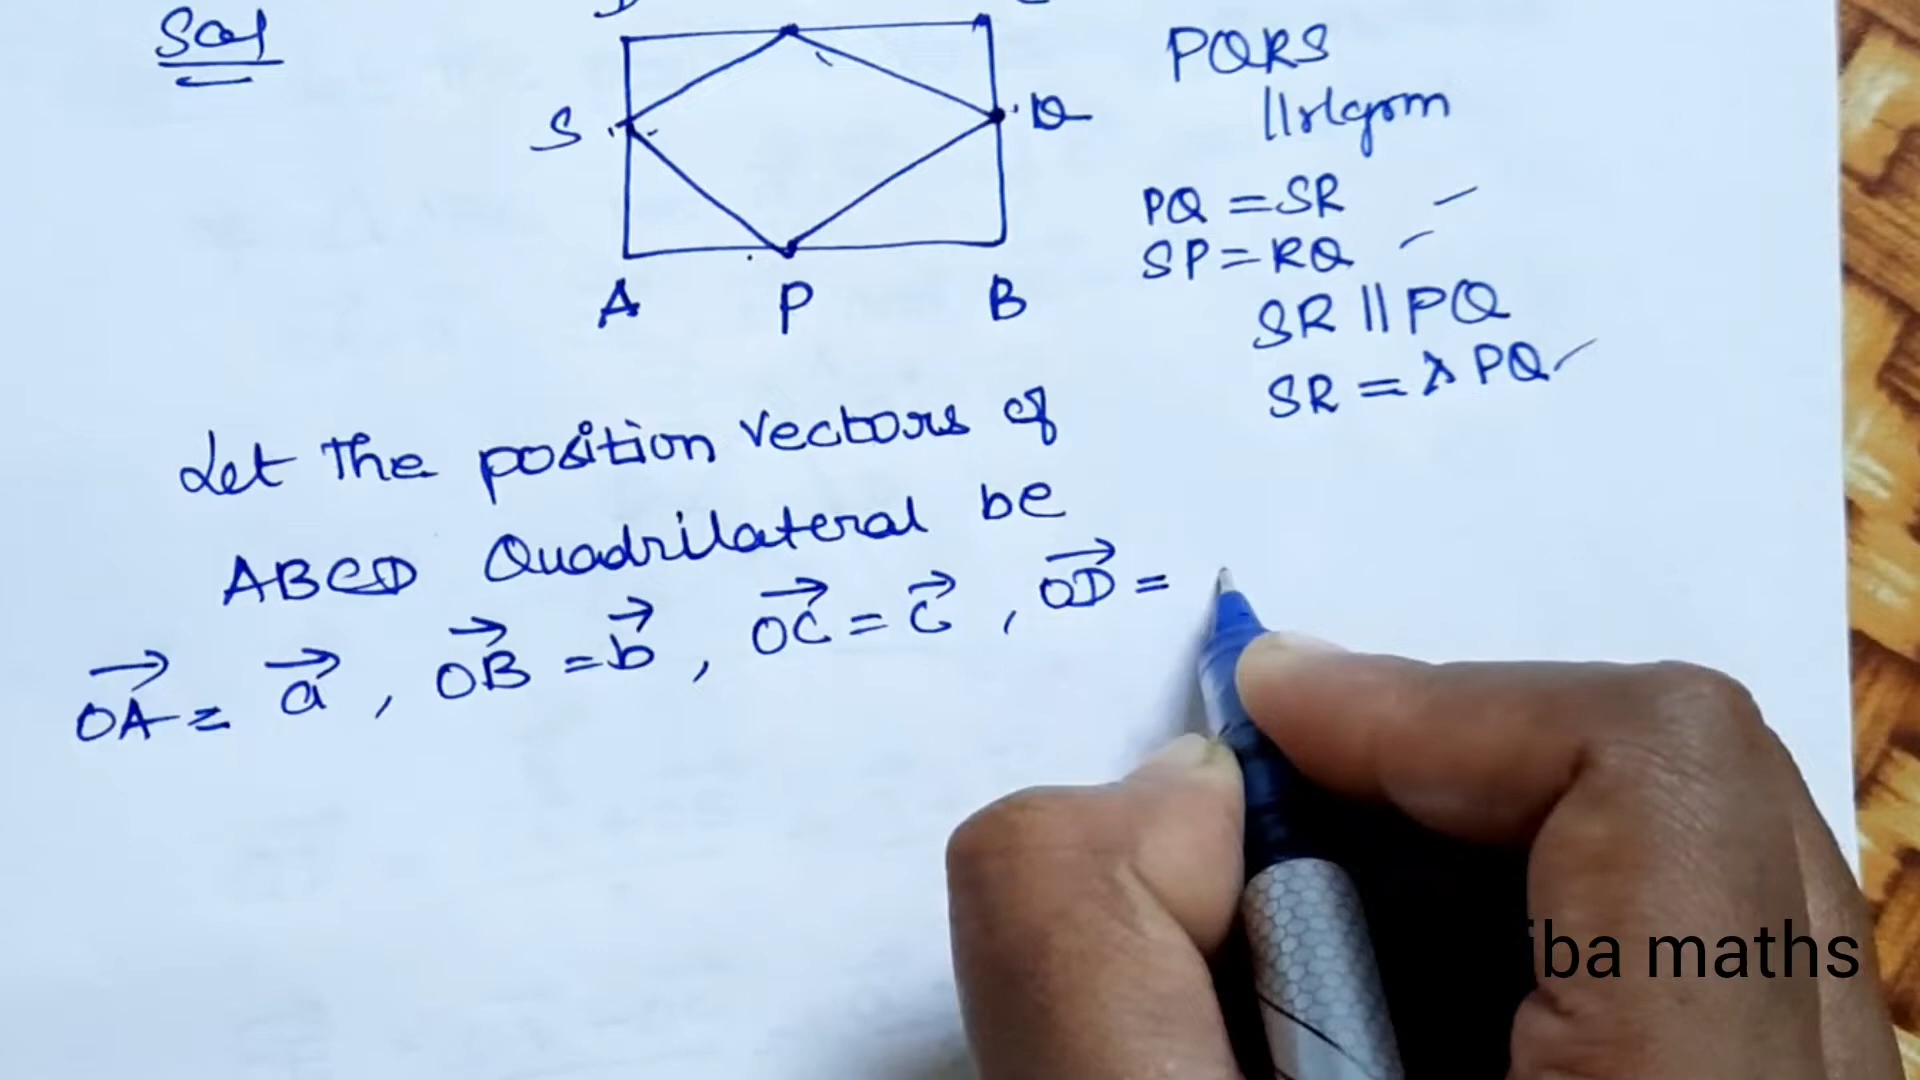 Sol
S
Q
A P B
PQRS
||rlgrm
PQ = SR
SP = RQ
SR || PQ
SR = λ PQ
Let The position vectors of
ABCD Quadrilateral be
OA = a , OB = b , OC = c , OD =
iba maths